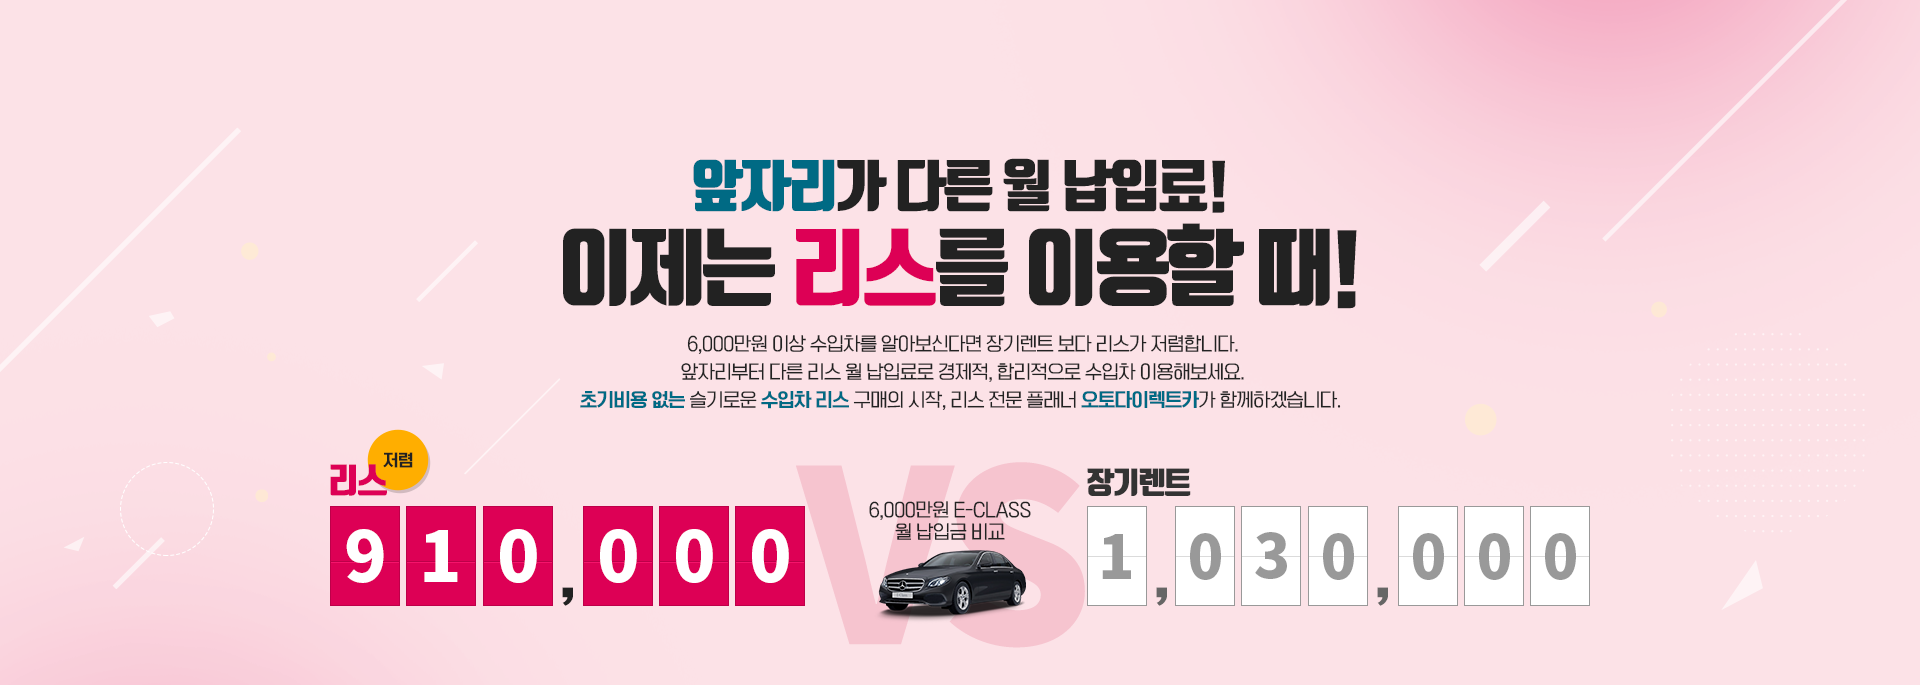 앞자리가 다른 월 납입료!
이제는 리스를 이용할 때!
6,000만원 이상 수입차를 알아보신다면 장기렌트 보다 리스가 저렴합니다.
앞자리부터 다른 리스 월 납입료로 경제적, 합리적으로 수입차 이용해보세요.
초기비용 없는 슬기로운 수입차 리스 구매의 시작, 리스 전문 플래너 오토다이렉트카가 함께하겠습니다.
리스
저렴
910,000
VS
6,000만원 E-CLASS
월 납입금 비교
장기렌트
1,030,000